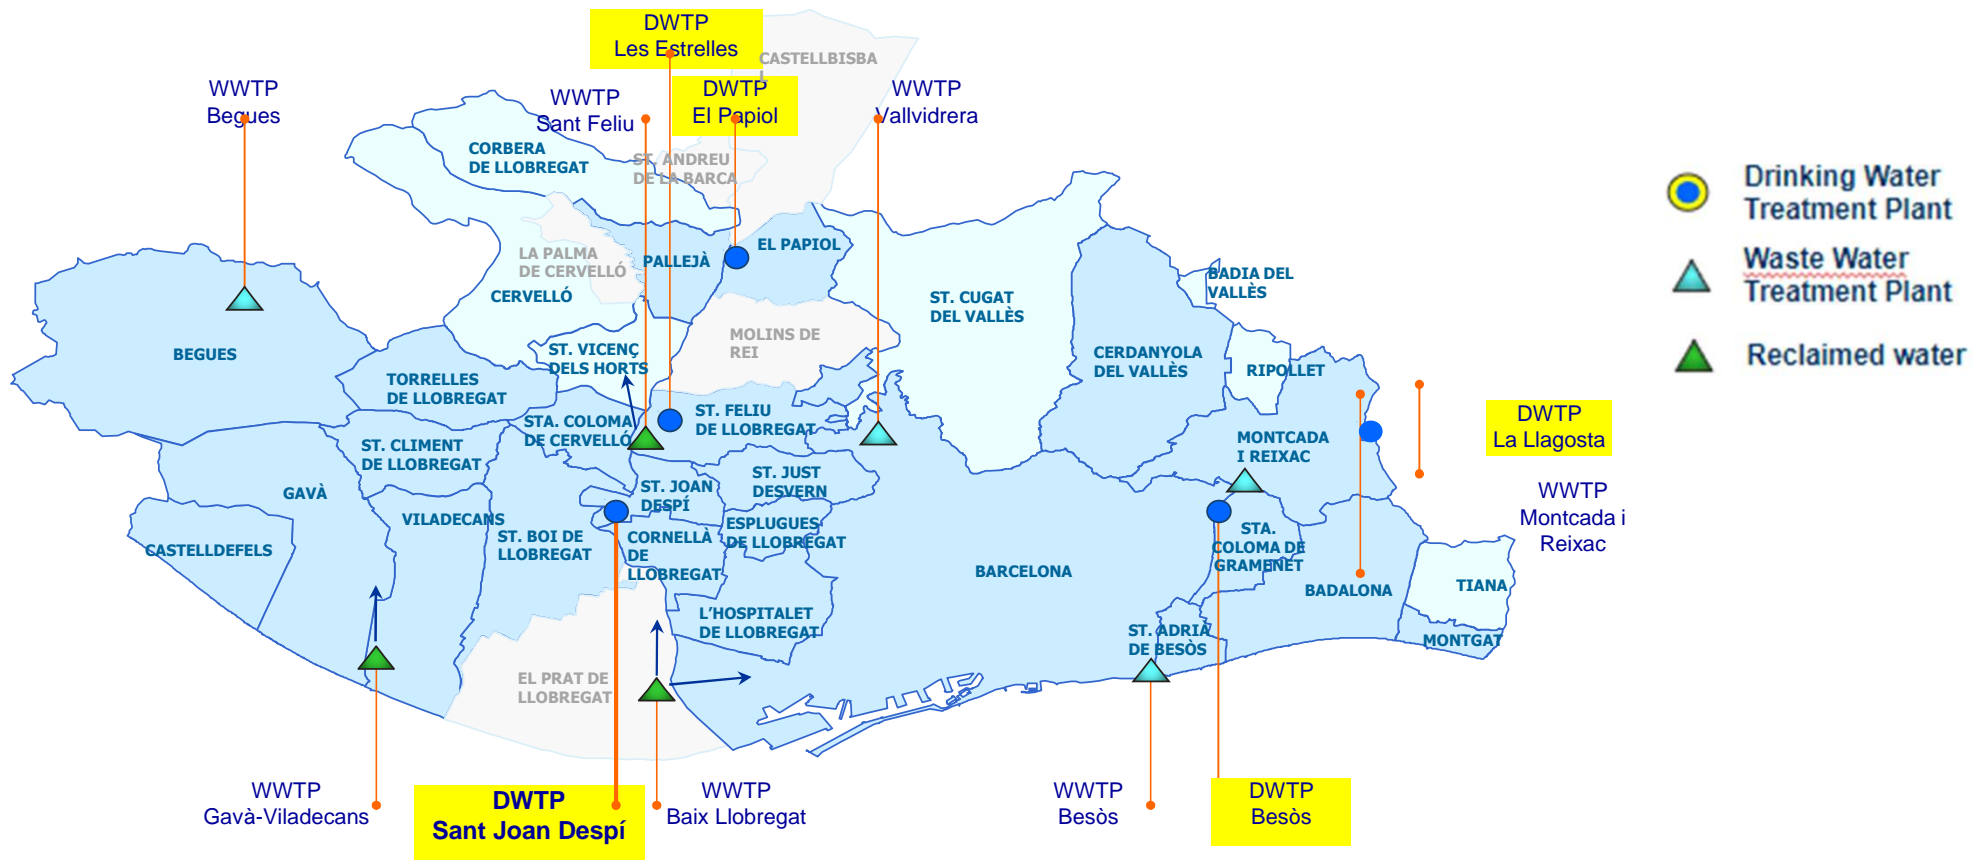 DWTP
Les Estrelles
CASTELLBISBA
L
WWTP
Begues
WWTP
Sant Feliu
DWTP
El Papiol
WWTP
Vallvidrera
CORBERA
DE LLOBREGAT
ST. ANDREU
DE LA BARCA
LA PALMA
DE CERVELLÓ
CERVELLÓ
PALLEJÀ
EL PAPIOL
ST. CUGAT
DEL VALLÈS
BADIA DEL
VALLÈS
BEGUES
TORRELLES
DE LLOBREGAT
ST. VICENÇ
DELS HORTS
MOLINS DE
REI
CERDANYOLA
DEL VALLÈS
RIPOLLET
STA. COLOMA
DE CERVELLÓ
ST. FELIU
DE LLOBREGAT
MONTCADA
I REIXAC
ST. CLIMENT
DE LLOBREGAT
GAVÀ
ST. JOAN
DESPÍ
ST. JUST
DESVERN
VILADECANS
ST. BOI DE
LLOBREGAT
CORNELLÀ
DE
LLOBREGAT
ESPLUGUES
DE LLOBREGAT
CASTELLDEFELS
BARCELONA
STA.
COLOMA DE
GRAMENET
BADALONA
TIANA
MONTGAT
L'HOSPITALET
DE LLOBREGAT
ST. ADRIÀ
DE BESÒS
EL PRAT DE
LLOBREGAT
DWTP
La Llagosta
WWTP
Montcada i
Reixac
WWTP
Gavà-Viladecans
DWTP
Sant Joan Despí
WWTP
Baix Llobregat
WWTP
Besòs
DWTP
Besòs
Drinking Water
Treatment Plant
Waste Water
Treatment Plant
Reclaimed water